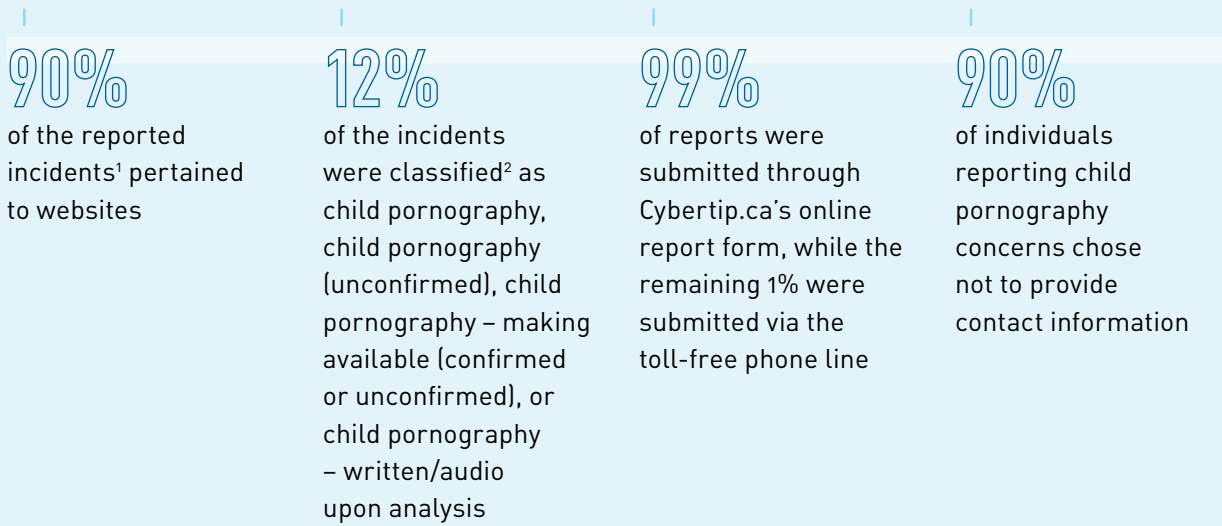 90%
of the reported
incidents¹ pertained
to websites
12%
of the incidents
were classified² as
child pornography,
child pornography
(unconfirmed), child
pornography – making
available (confirmed
or unconfirmed), or
child pornography
– written/audio
upon analysis
99%
of reports were
submitted through
Cybertip.ca’s online
report form, while the
remaining 1% were
submitted via the
toll-free phone line
90%
of individuals
reporting child
pornography
concerns chose
not to provide
contact information